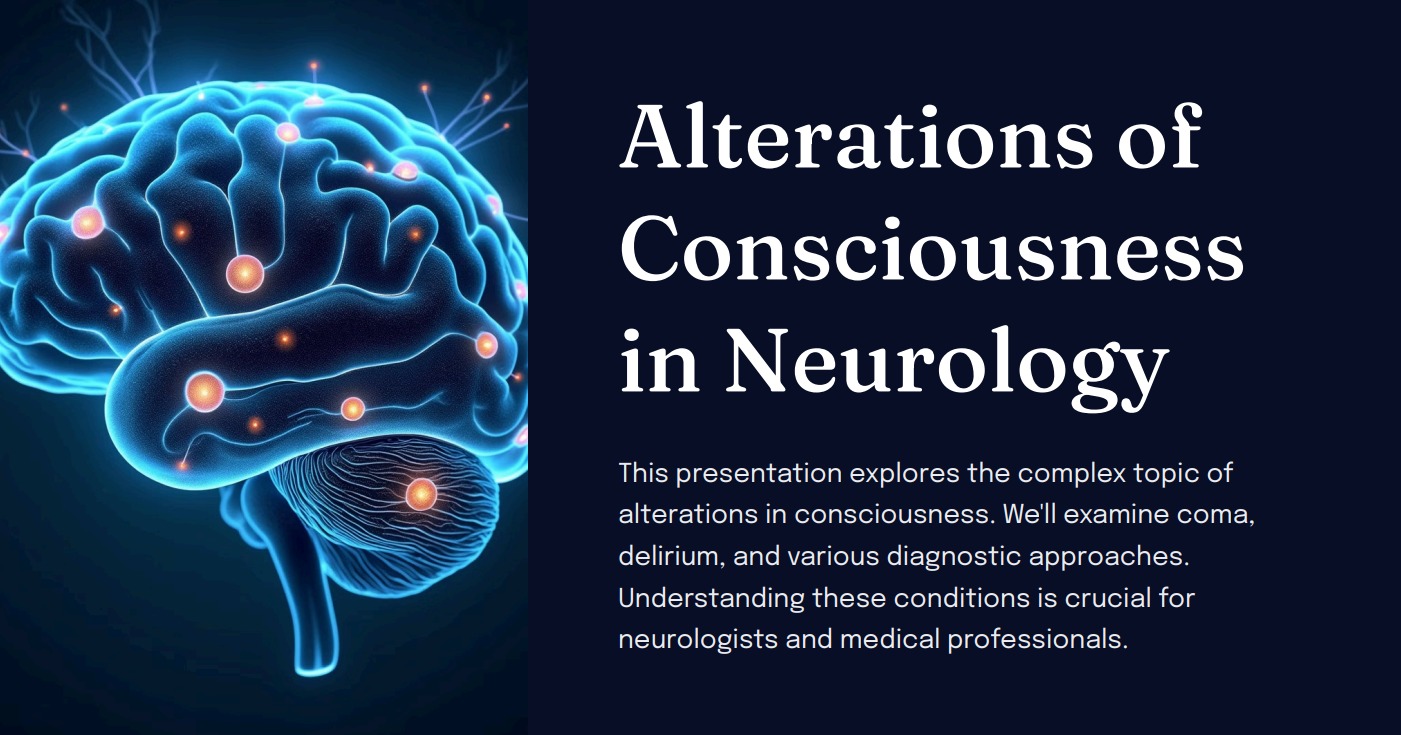 Alterations of
Consciousness
in Neurology
This presentation explores the complex topic of
alterations in consciousness. We'll examine coma,
delirium, and various diagnostic approaches.
Understanding these conditions is crucial for
neurologists and medical professionals.